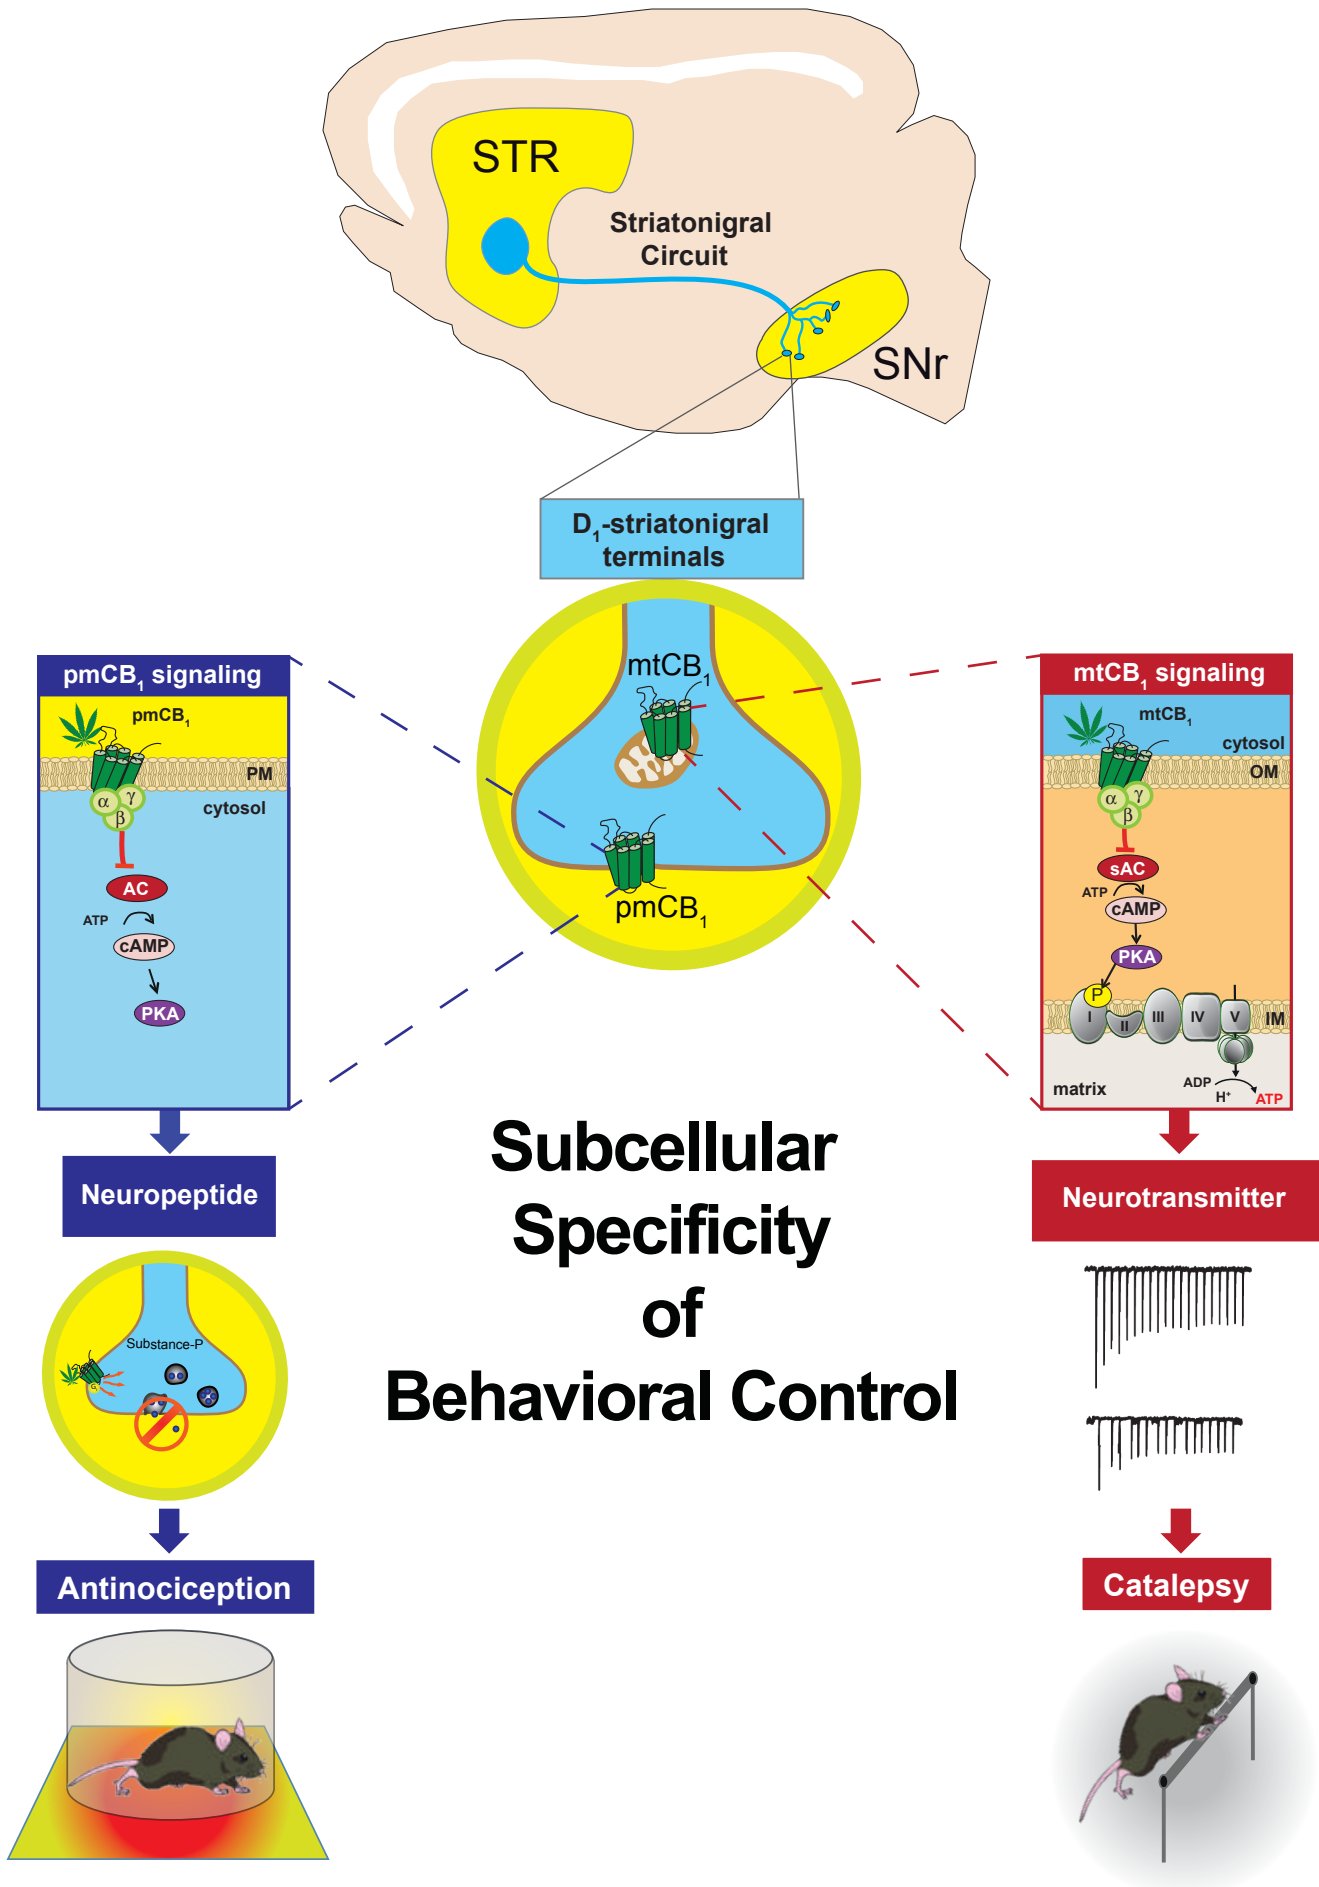 STR
Striatonigral
Circuit
SNr
D₁-striatonigral
terminals
mtCB₁
pmCB₁
pmCB₁ signaling
pmCB₁
PM
α
γ
β
cytosol
AC
ATP
cAMP
PKA
Neuropeptide
Substance-P
Antinociception
mtCB₁ signaling
mtCB₁
cytosol
OM
α
γ
β
sAC
ATP
cAMP
PKA
P
I
II
III
IV
V
IM
matrix
ADP
H⁺
ATP
Neurotransmitter
Catalepsy
Subcellular
Specificity
of
Behavioral Control